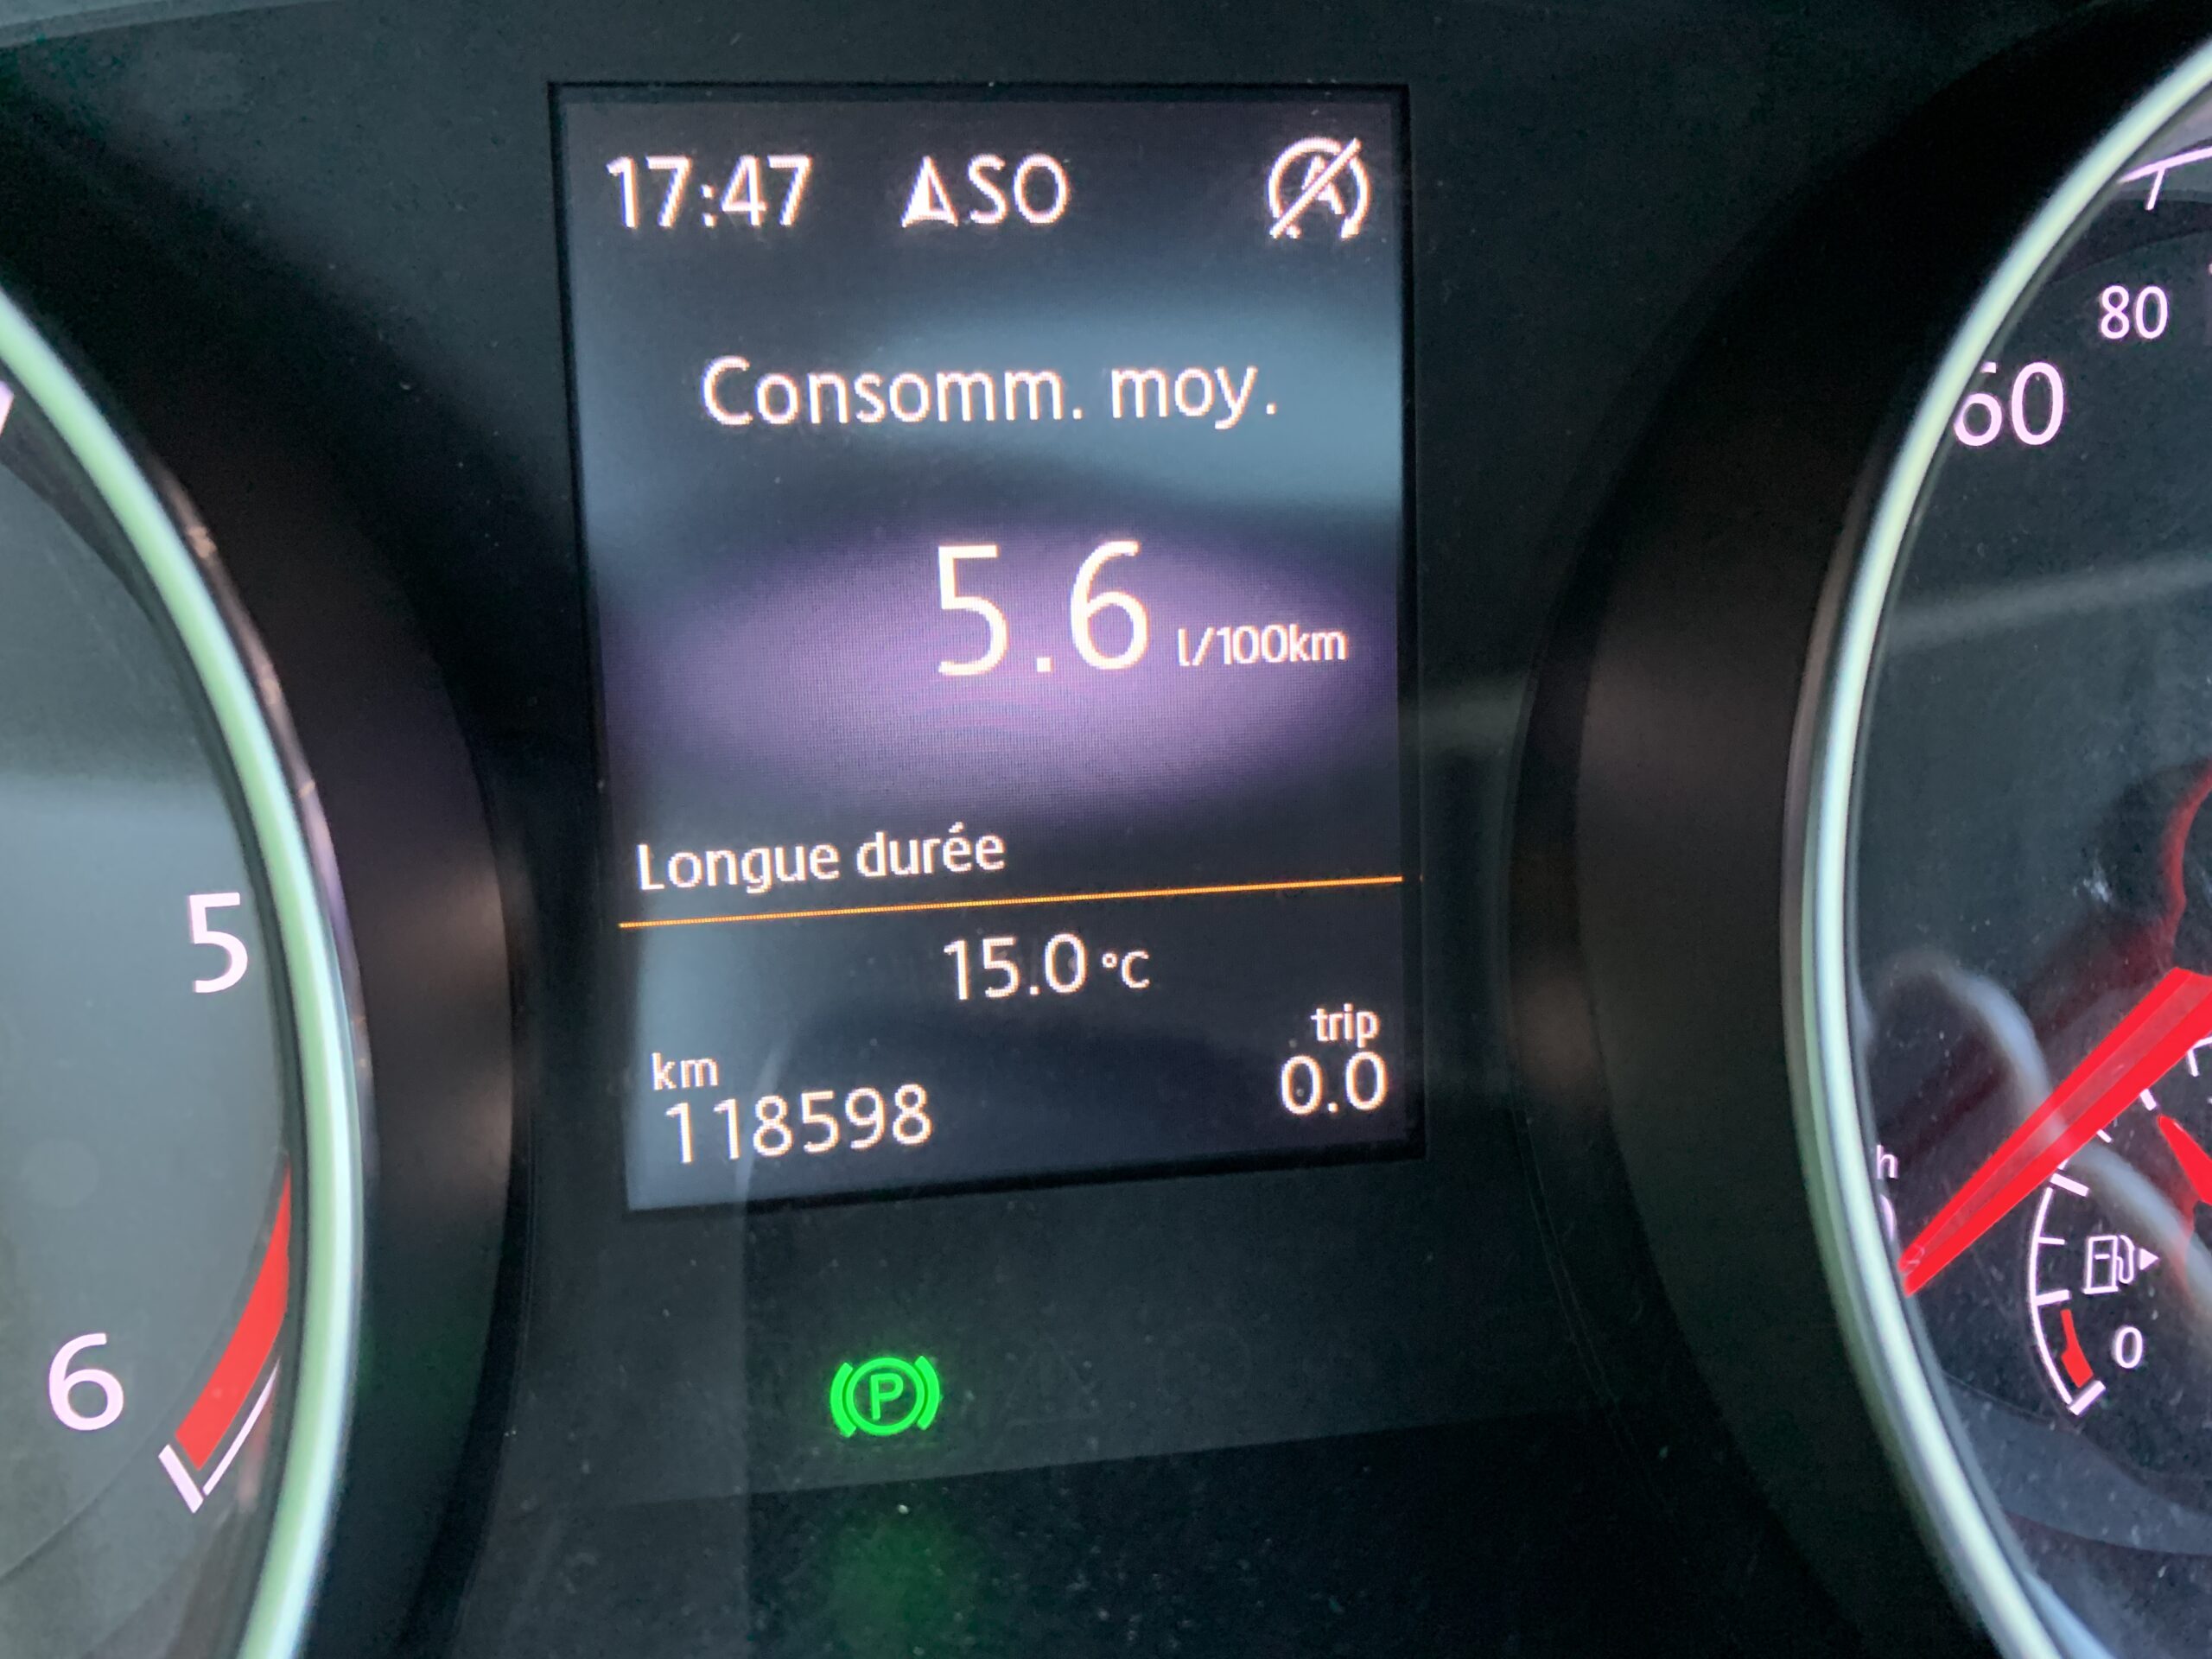 17:47 SO
Consomm. moy.
5.6 l/100km
Longue durée
15.0 °C
km
118598
trip
0.0
5
6
P
80
60
h
0